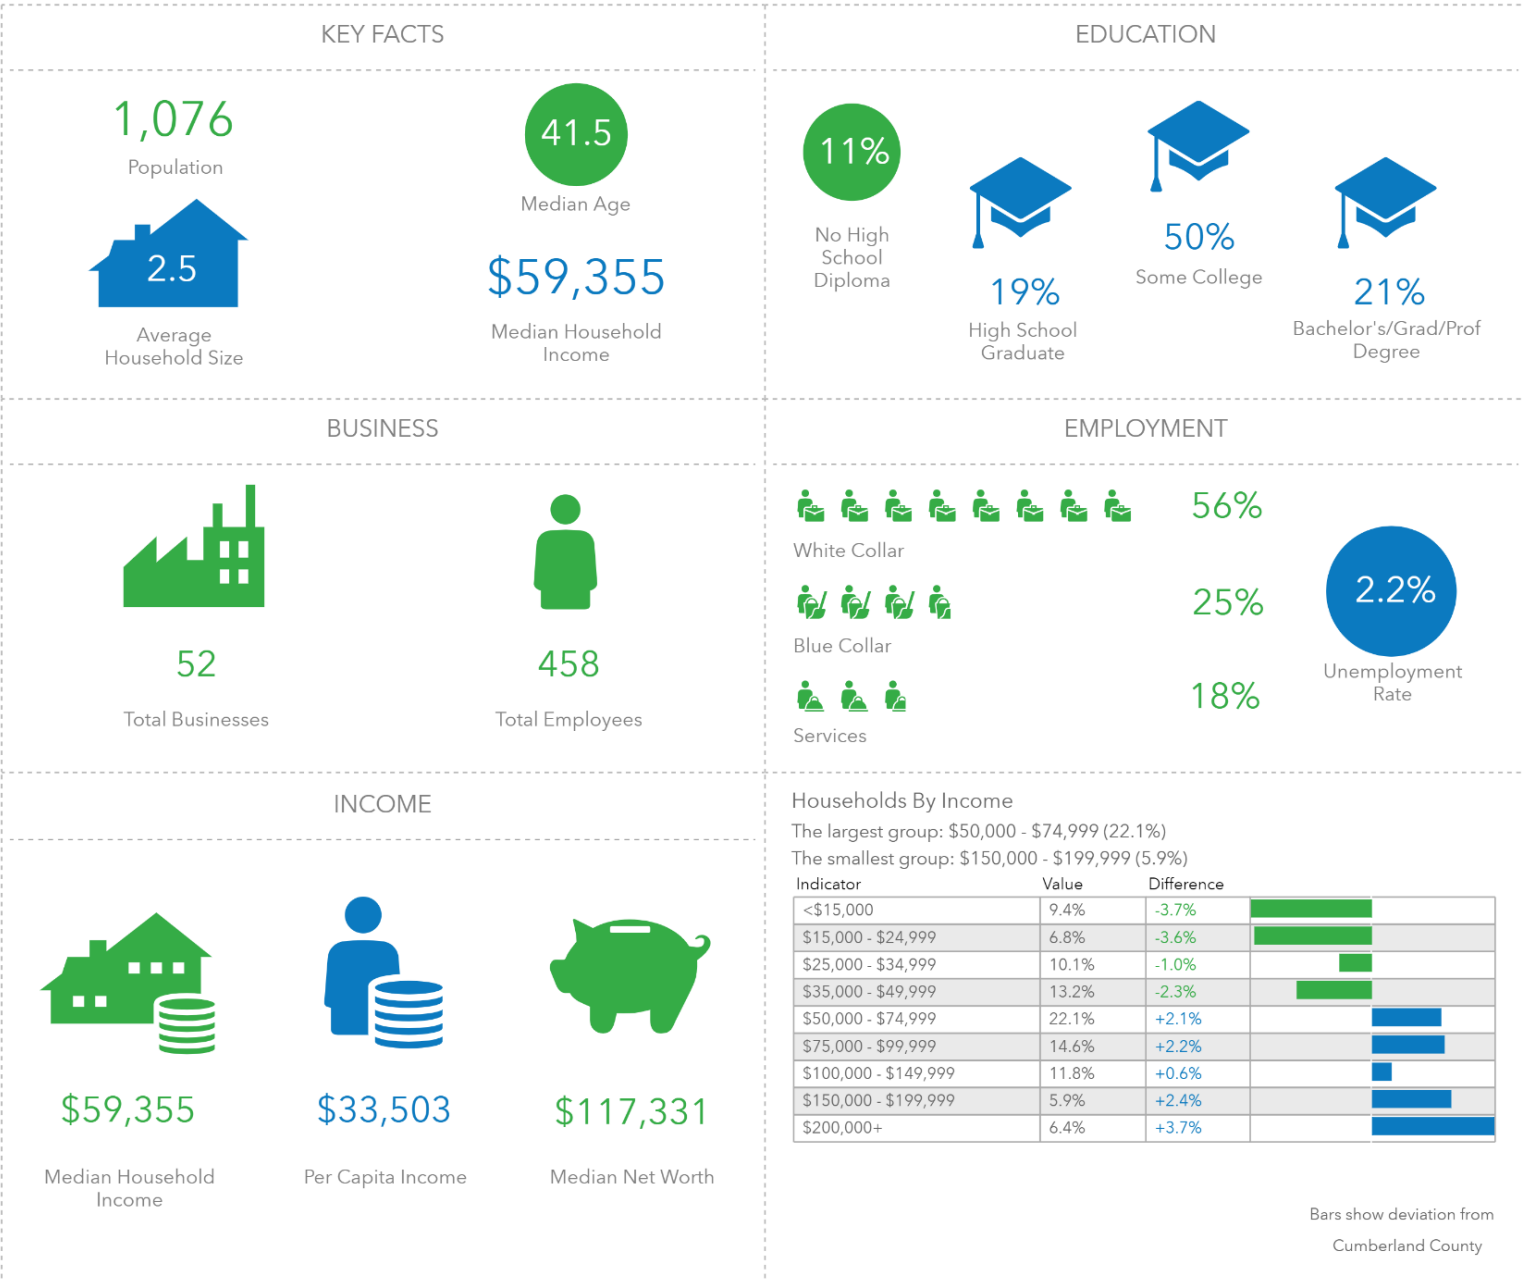 KEY FACTS
1,076
Population
41.5
Median Age
2.5
Average
Household Size
$59,355
Median Household
Income
EDUCATION
11%
No High
School
Diploma
19%
High School
Graduate
50%
Some College
21%
Bachelor's/Grad/Prof
Degree
BUSINESS
52
Total Businesses
458
Total Employees
EMPLOYMENT
56%
White Collar
25%
Blue Collar
18%
Services
2.2%
Unemployment
Rate
INCOME
$59,355
Median Household
Income
$33,503
Per Capita Income
$117,331
Median Net Worth
Households By Income
The largest group: $50,000 - $74,999 (22.1%)
The smallest group: $150,000 - $199,999 (5.9%)
Indicator Value Difference
<$15,000 9.4% -3.7%
$15,000 - $24,999 6.8% -3.6%
$25,000 - $34,999 10.1% -1.0%
$35,000 - $49,999 13.2% -2.3%
$50,000 - $74,999 22.1% +2.1%
$75,000 - $99,999 14.6% +2.2%
$100,000 - $149,999 11.8% +0.6%
$150,000 - $199,999 5.9% +2.4%
$200,000+ 6.4% +3.7%
Bars show deviation from
Cumberland County